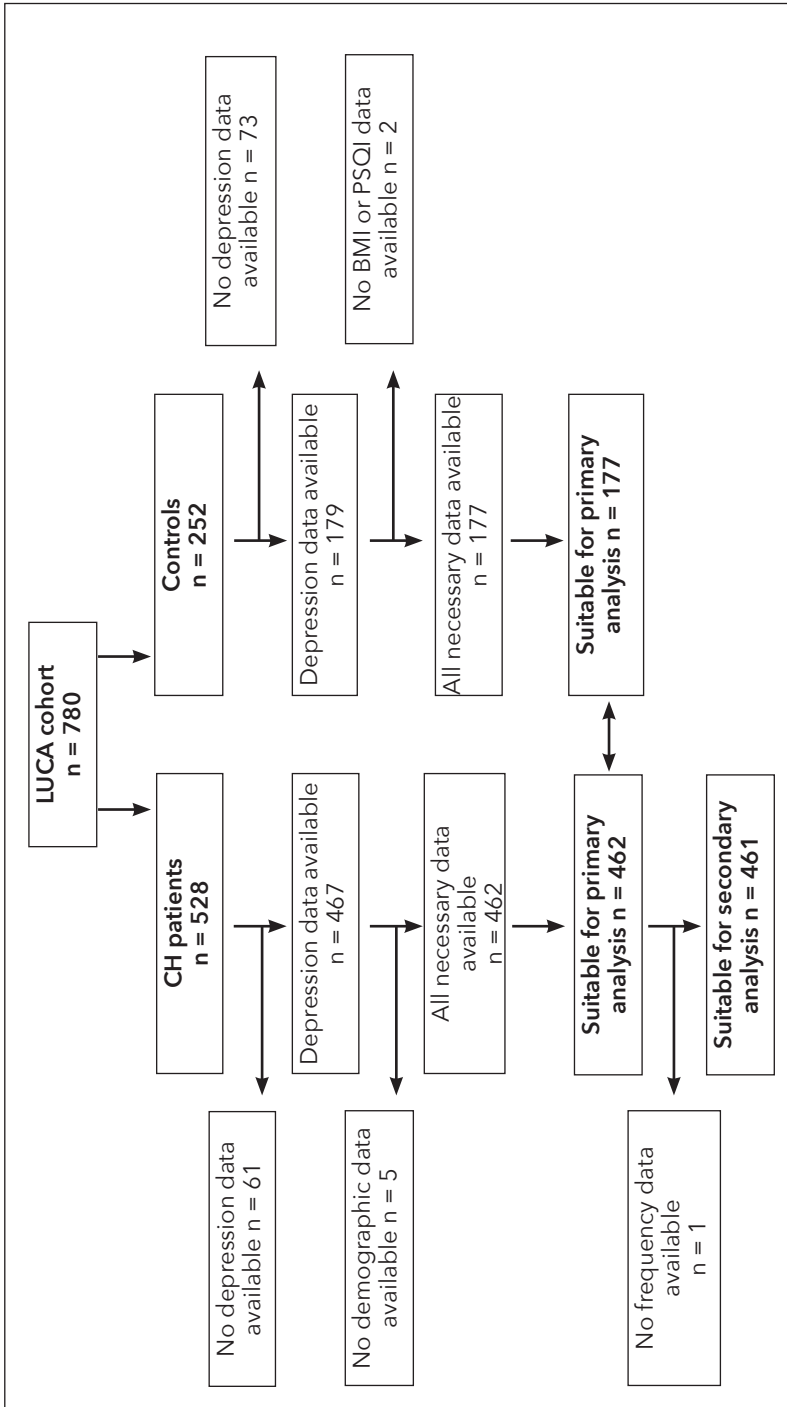 LUCA cohort
n = 780
CH patients
n = 528
Controls
n = 252
No depression data
available n = 61
No depression data
available n = 73
Depression data available
n = 467
Depression data available
n = 179
No demographic data
available n = 5
No BMI or PSQI data
available n = 2
All necessary data
available
n = 462
All necessary data available
n = 177
Suitable for primary
analysis n = 462
Suitable for primary
analysis n = 177
No frequency data
available
n = 1
Suitable for secondary
analysis n = 461